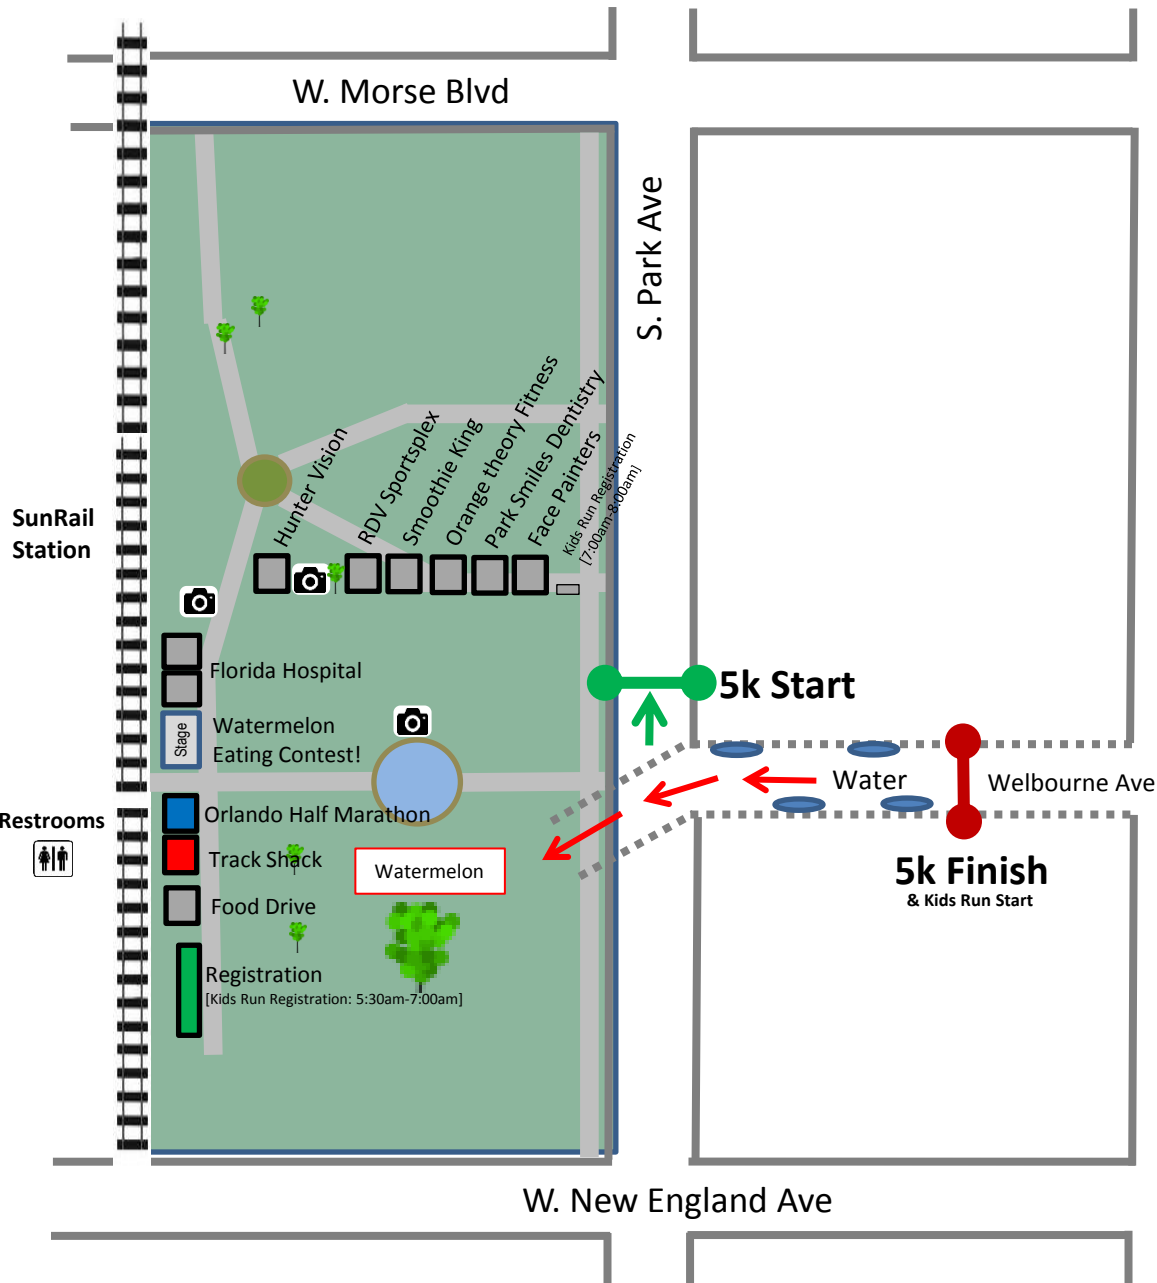 W. Morse Blvd
S. Park Ave
Hunter Vision
RDV Sportsplex
Smoothie King
Orange theory Fitness
Park Smiles Dentistry
Face Painters
Kids Run Registration
[7:00am-8:00am]
SunRail
Station
Florida Hospital
5k Start
Stage
Watermelon
Eating Contest!
Water
Welbourne Ave
Restrooms
Orlando Half Marathon
Track Shack
Watermelon
5k Finish
& Kids Run Start
Food Drive
Registration
[Kids Run Registration: 5:30am-7:00am]
W. New England Ave